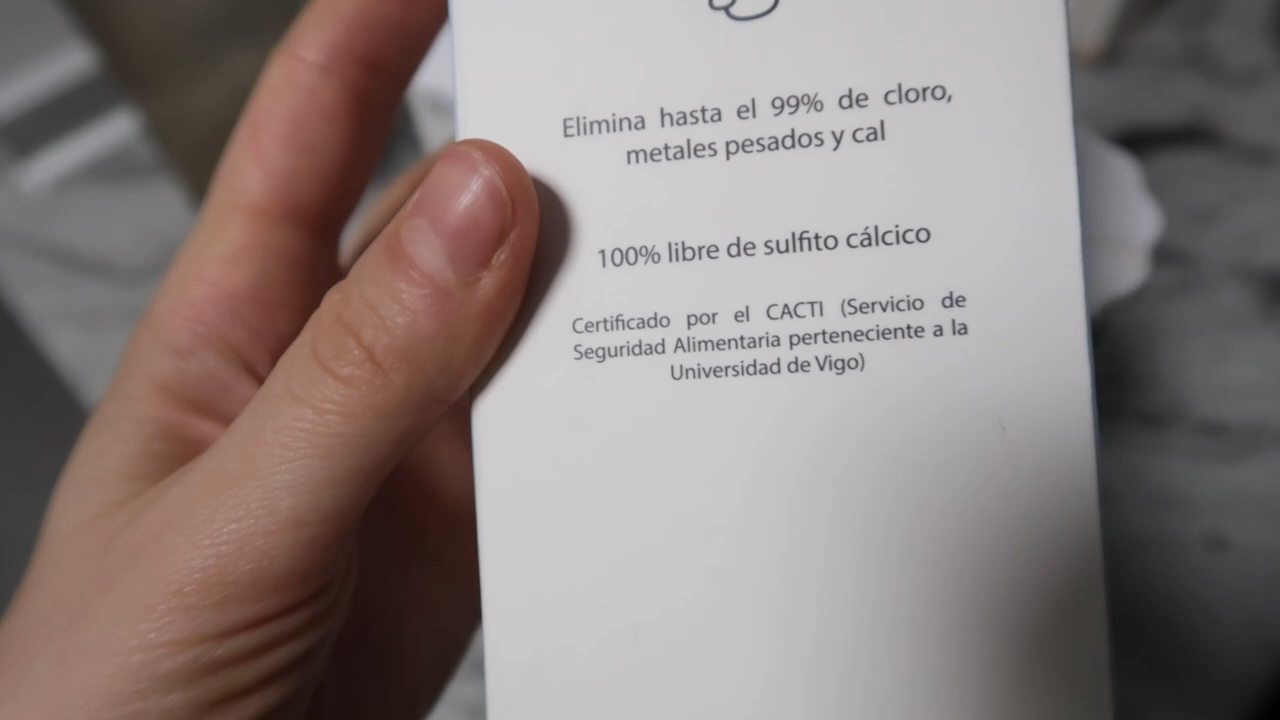 Elimina hasta el 99% de cloro,
metales pesados y cal
100% libre de sulfito cálcico
Certificado por el CACTI (Servicio de
Seguridad Alimentaria perteneciente a la
Universidad de Vigo)